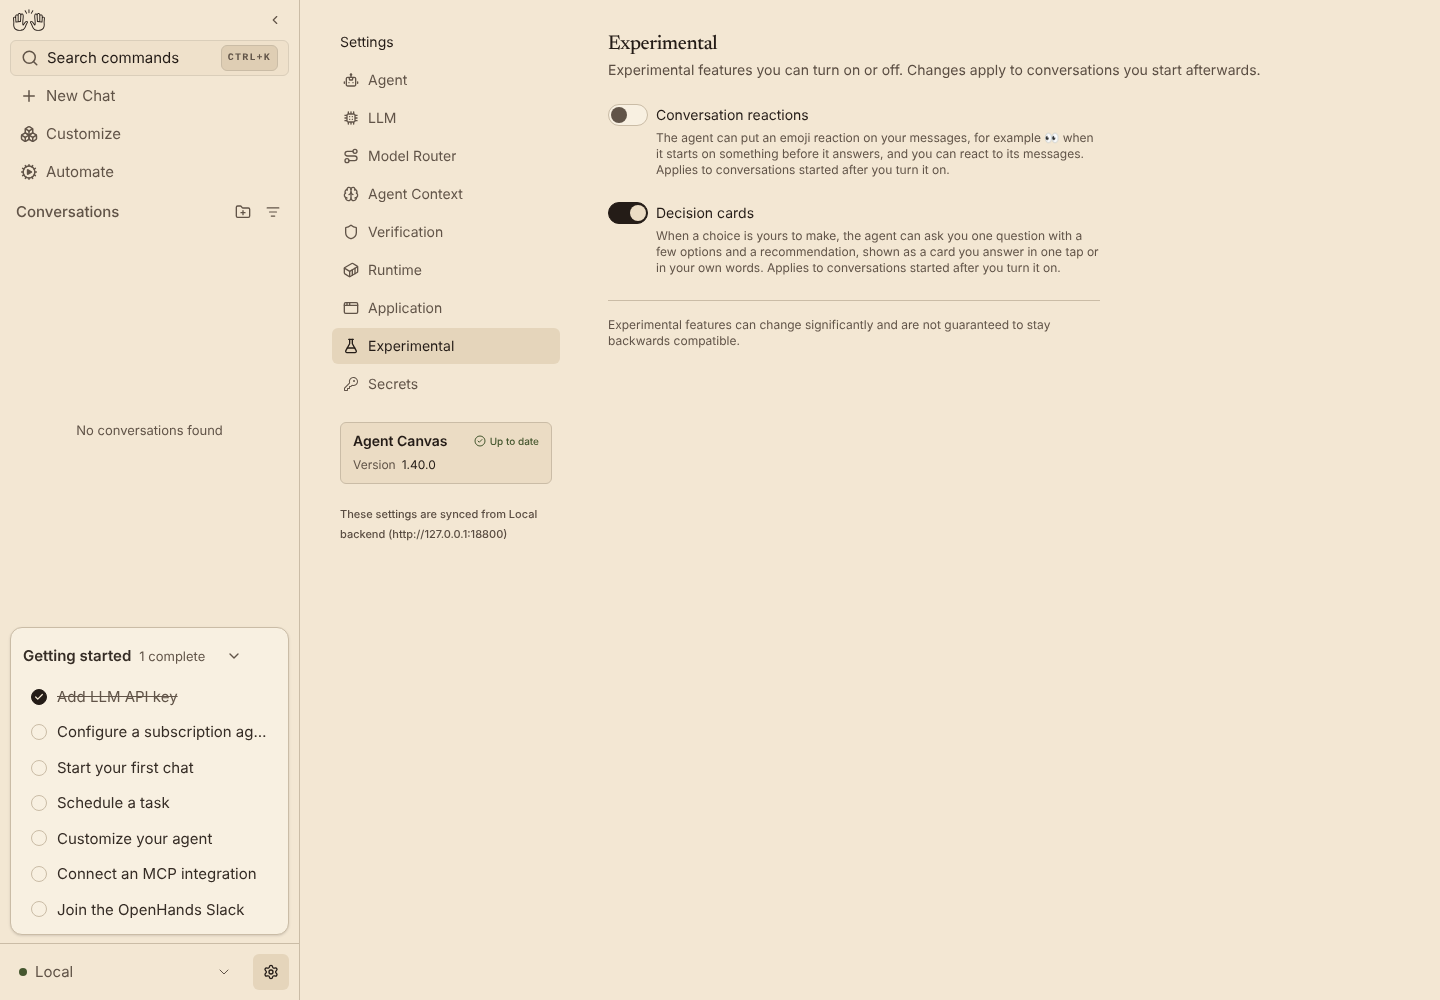 Search commands
CTRL+K
New Chat
Customize
Automate
Conversations
No conversations found
Getting started 1 complete
Add LLM API key
Configure a subscription ag...
Start your first chat
Schedule a task
Customize your agent
Connect an MCP integration
Join the OpenHands Slack
Local
Settings
Agent
LLM
Model Router
Agent Context
Verification
Runtime
Application
Experimental
Secrets
Agent Canvas
Up to date
Version 1.40.0
These settings are synced from Local
backend (http://127.0.0.1:18800)
Experimental
Experimental features you can turn on or off. Changes apply to conversations you start afterwards.
Conversation reactions
The agent can put an emoji reaction on your messages, for example 👀 when
it starts on something before it answers, and you can react to its messages.
Applies to conversations started after you turn it on.
Decision cards
When a choice is yours to make, the agent can ask you one question with a
few options and a recommendation, shown as a card you answer in one tap or
in your own words. Applies to conversations started after you turn it on.
Experimental features can change significantly and are not guaranteed to stay
backwards compatible.